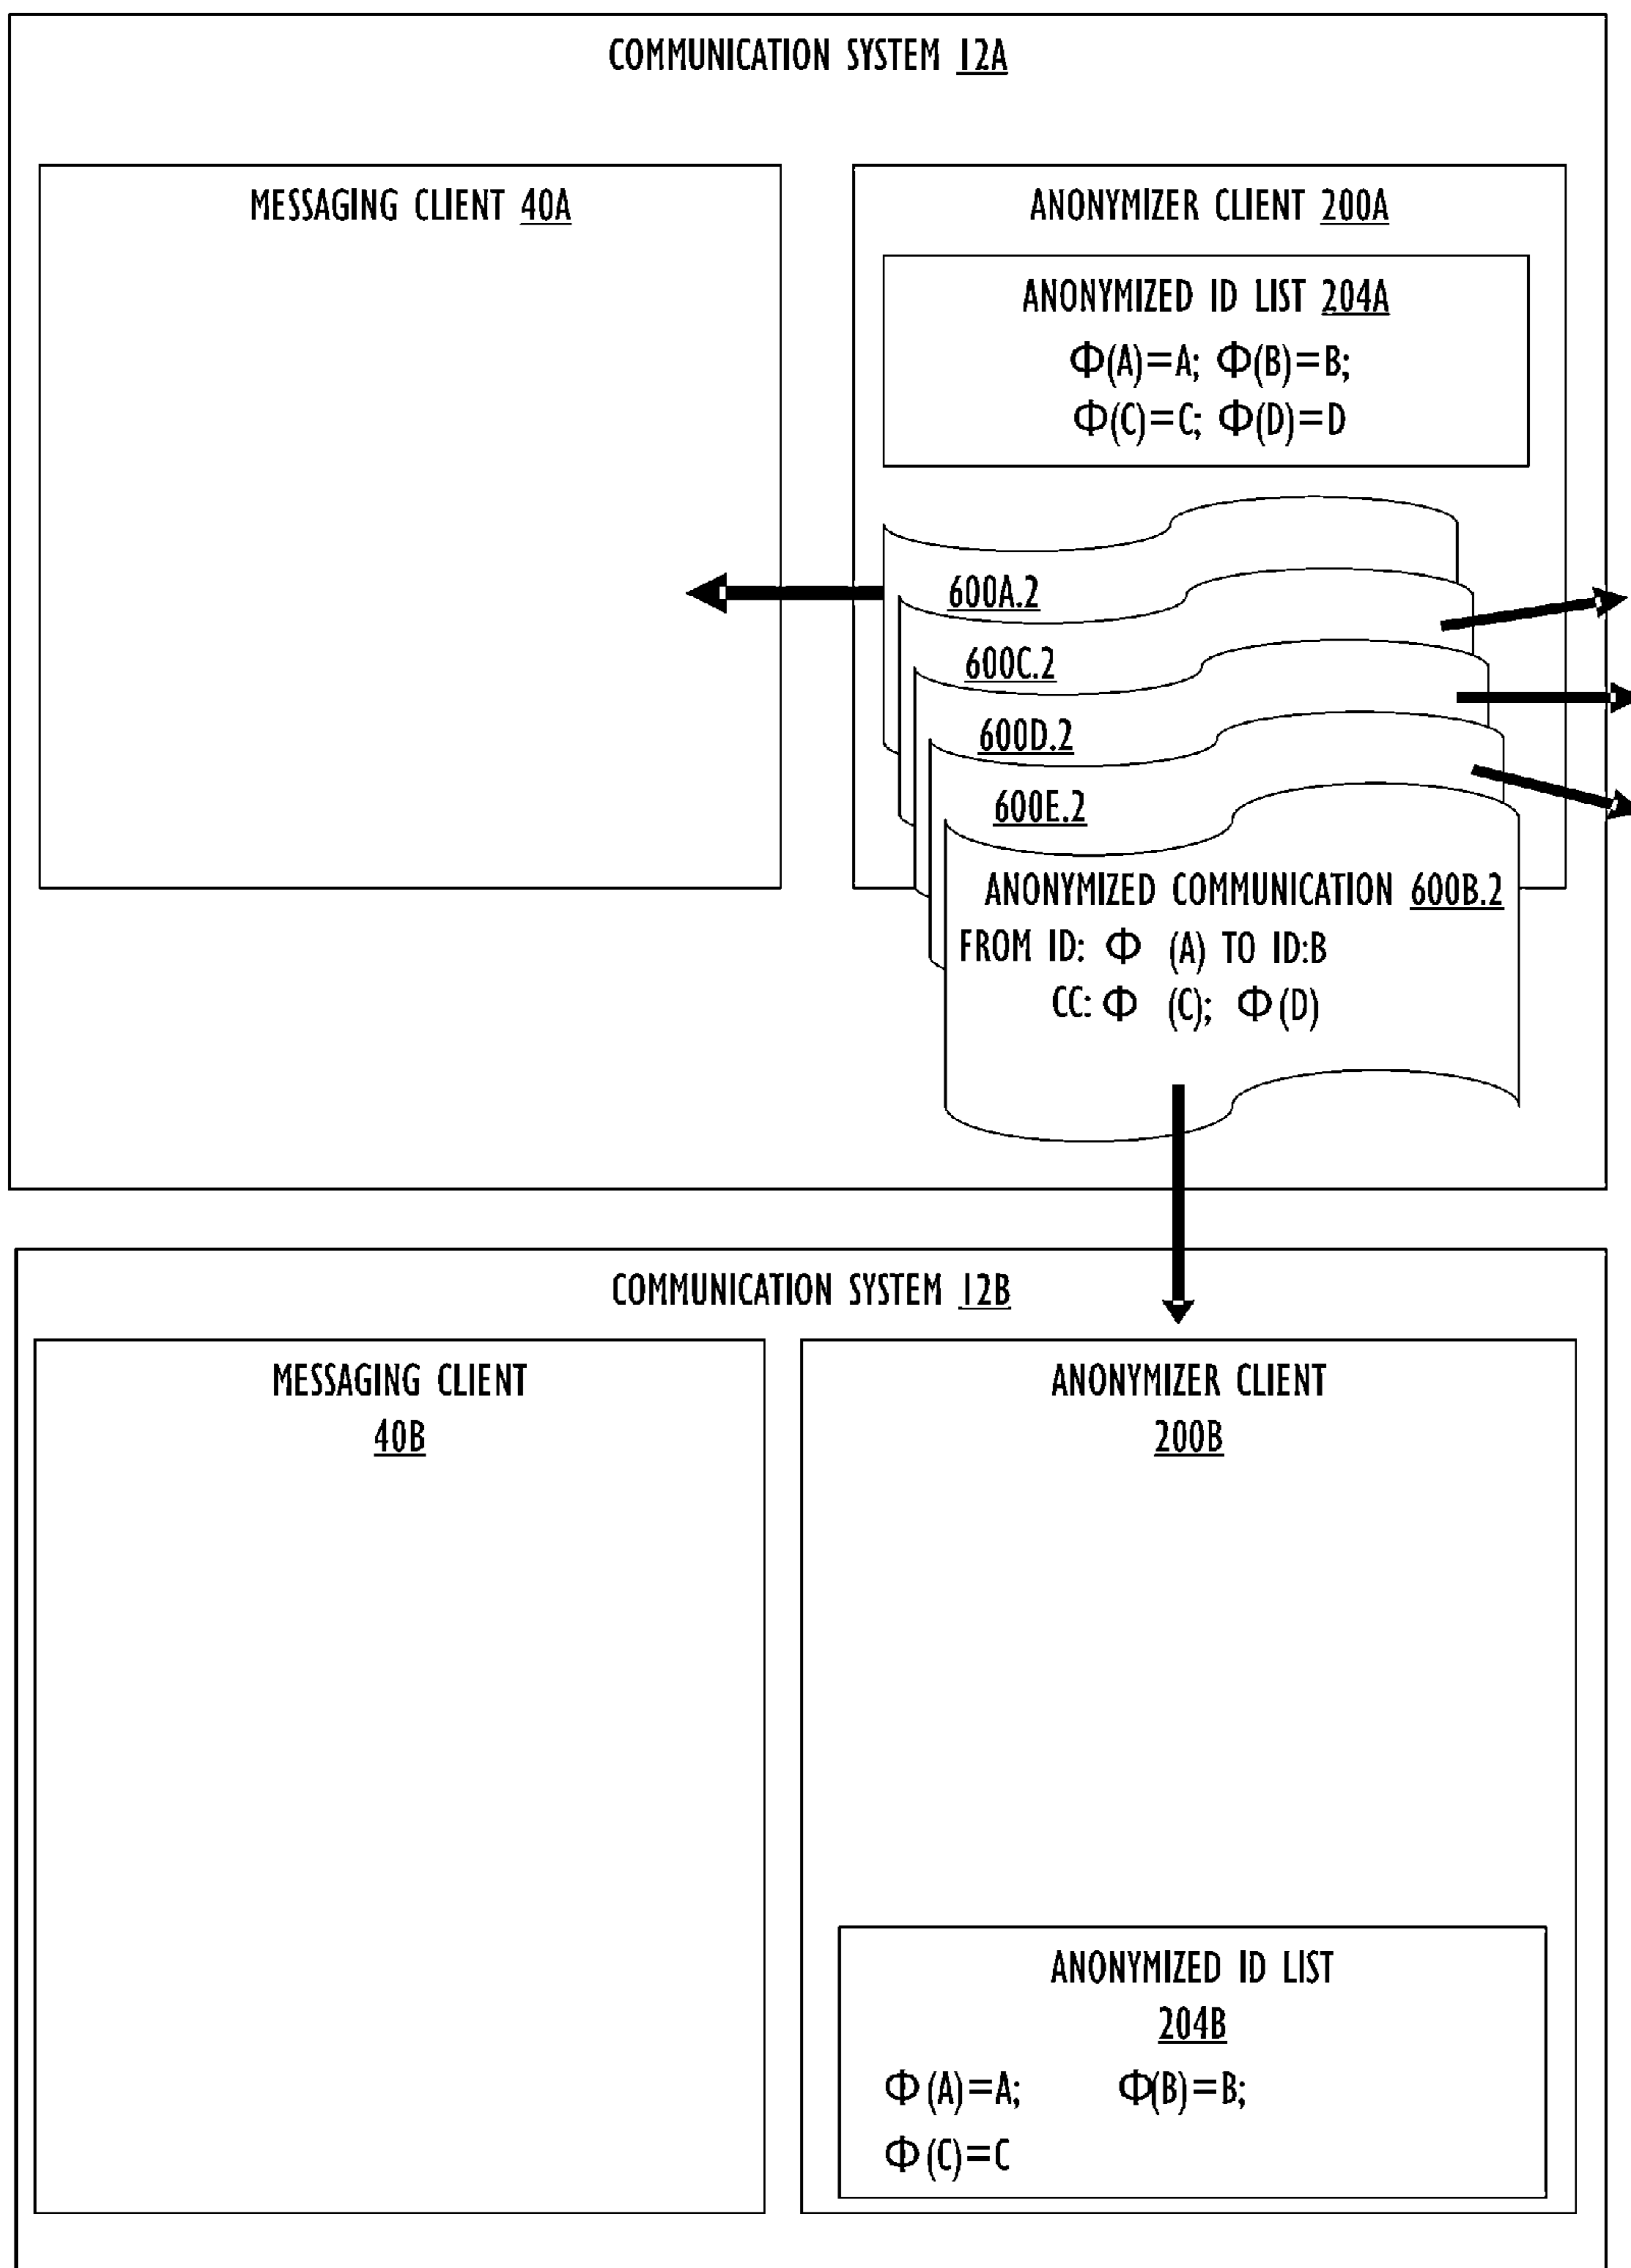 COMMUNICATION SYSTEM 12A
MESSAGING CLIENT 40A
ANONYMIZER CLIENT 200A
ANONYMIZED ID LIST 204A
Φ(A)=A; Φ(B)=B;
Φ(C)=C; Φ(D)=D
600A.2
600C.2
600D.2
600E.2
ANONYMIZED COMMUNICATION 600B.2
FROM ID: Φ (A) TO ID:B
CC: Φ (C); Φ(D)
COMMUNICATION SYSTEM 12B
MESSAGING CLIENT
40B
ANONYMIZER CLIENT
200B
ANONYMIZED ID LIST
204B
Φ(A)=A; Φ(B)=B;
Φ(C)=C